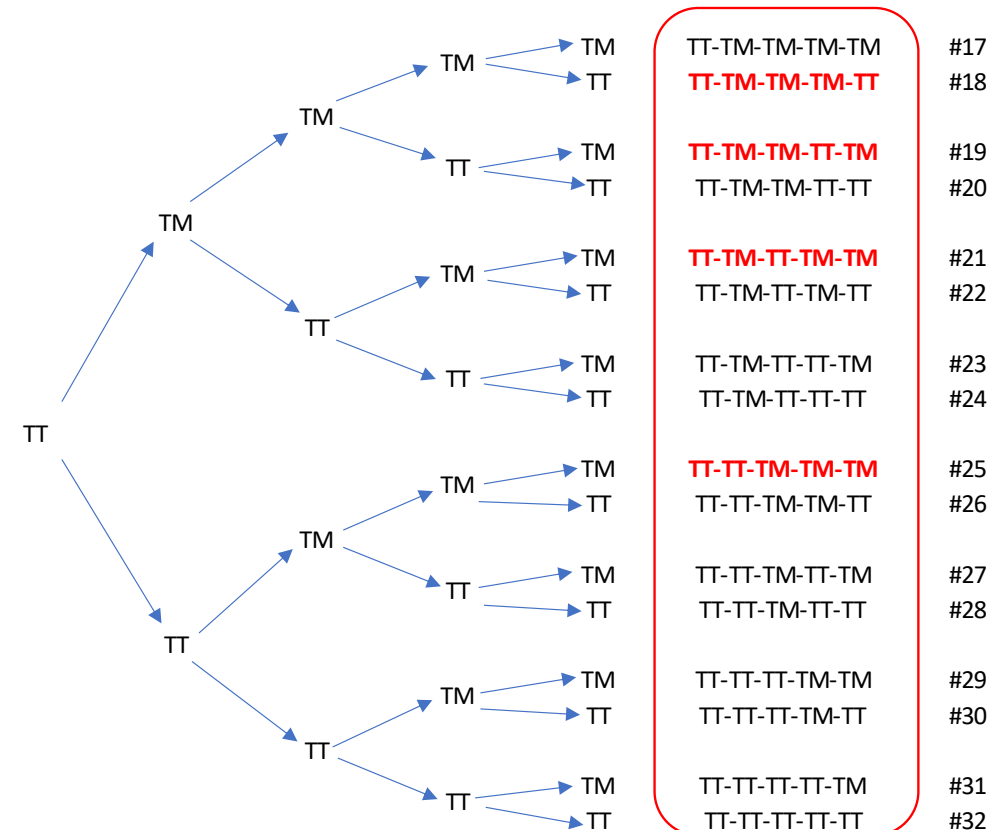 TM TT-TM-TM-TM-TM #17
TM
TT TT-TM-TM-TM-TT #18
TM
TM TT-TM-TM-TT-TM #19
TT
TT TT-TM-TM-TT-TT #20
TM
TM TT-TM-TT-TM-TM #21
TM
TT TT-TM-TT-TM-TT #22
TT
TM TT-TM-TT-TT-TM #23
TT
TT TT-TM-TT-TT-TT #24
TT
TM TT-TT-TM-TM-TM #25
TM
TT TT-TT-TM-TM-TT #26
TM
TM TT-TT-TM-TT-TM #27
TT
TT TT-TT-TM-TT-TT #28
TT
TM TT-TT-TT-TM-TM #29
TM
TT TT-TT-TT-TM-TT #30
TT
TM TT-TT-TT-TT-TM #31
TT
TT TT-TT-TT-TT-TT #32